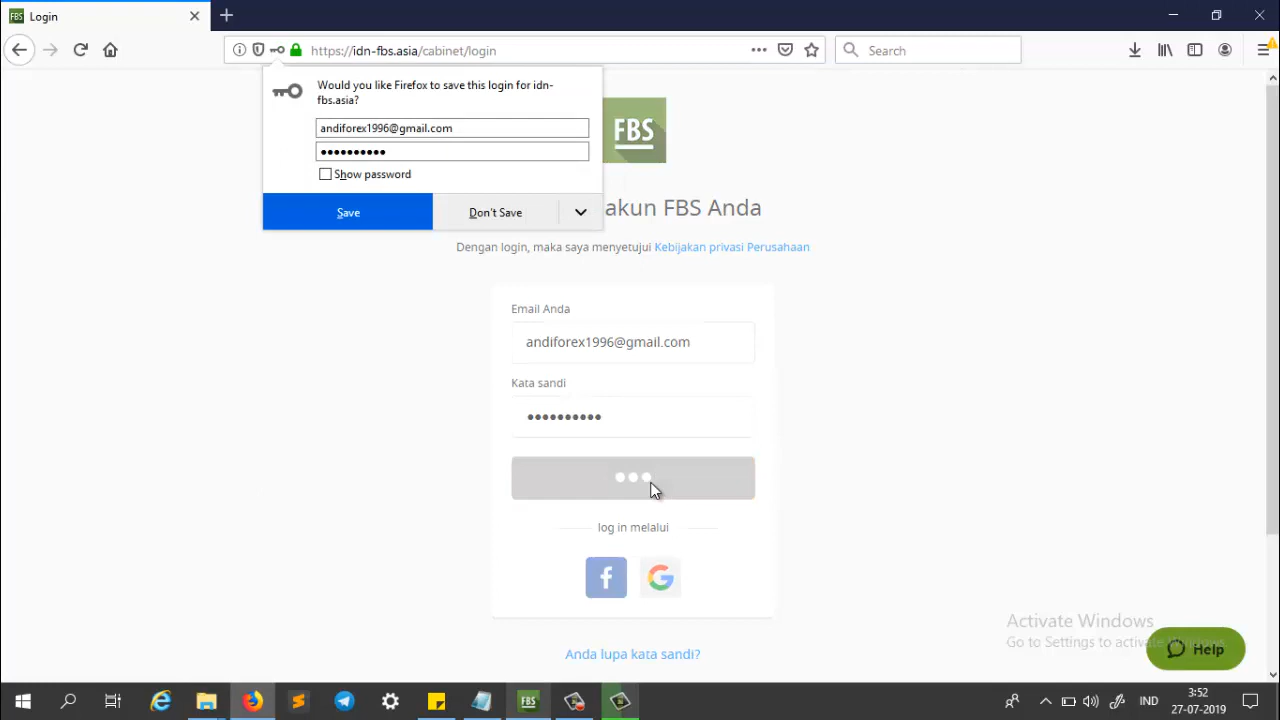 Login
https://idn-fbs.asia/cabinet/login
Search
Would you like Firefox to save this login for idn-
fbs.asia?
andiforex1996@gmail.com
Show password
Save
Don't Save
FBS
akun FBS Anda
Dengan login, maka saya menyetujui Kebijakan privasi Perusahaan
Email Anda
andiforex1996@gmail.com
Kata sandi
log in melalui
Anda lupa kata sandi?
Activate Windows
Go to Settings to activate Windows.
Help
FBS
IND
3:52
27-07-2019